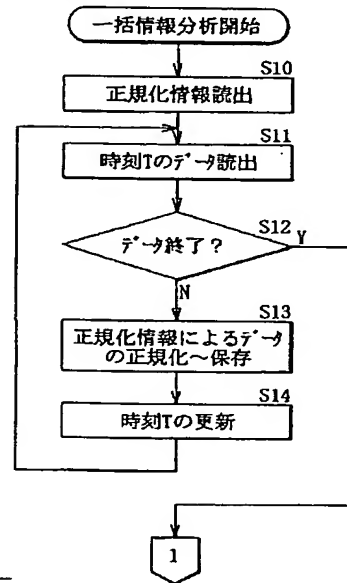 一括情報分析開始
S10
正規化情報読出
S11
時刻Tのデータ読出
S12
データ終了？
Y
N
S13
正規化情報によるデータ
の正規化～保存
S14
時刻Tの更新
1